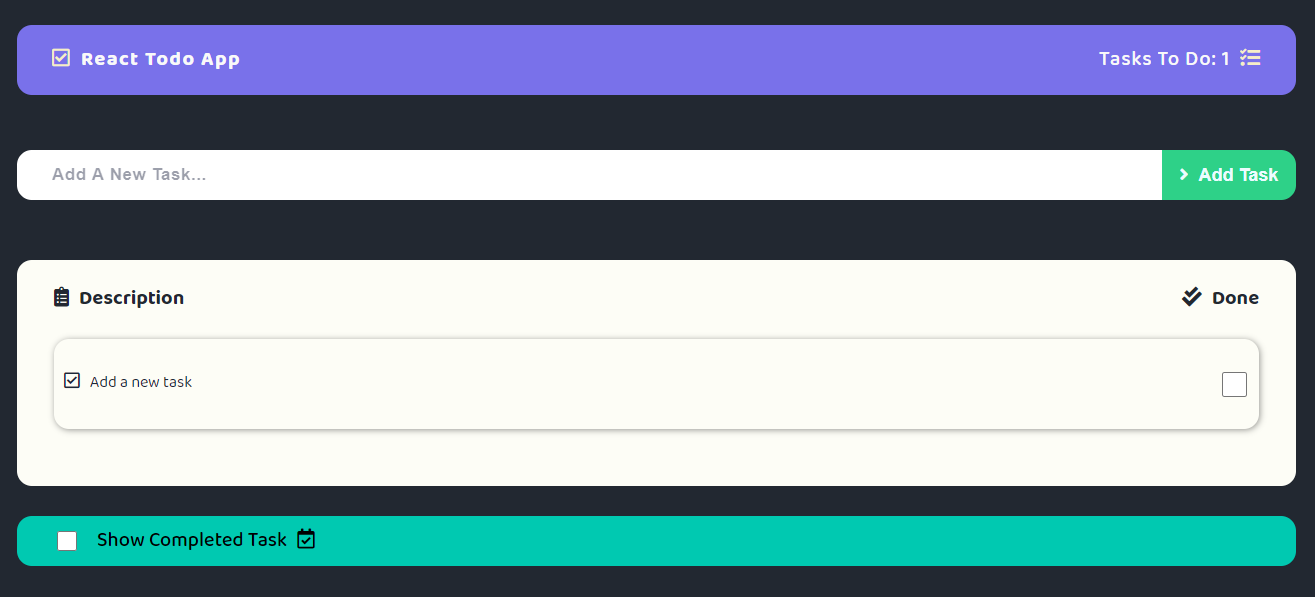 React Todo App
Tasks To Do: 1
Add A New Task...
Add Task
Description
Done
Add a new task
Show Completed Task